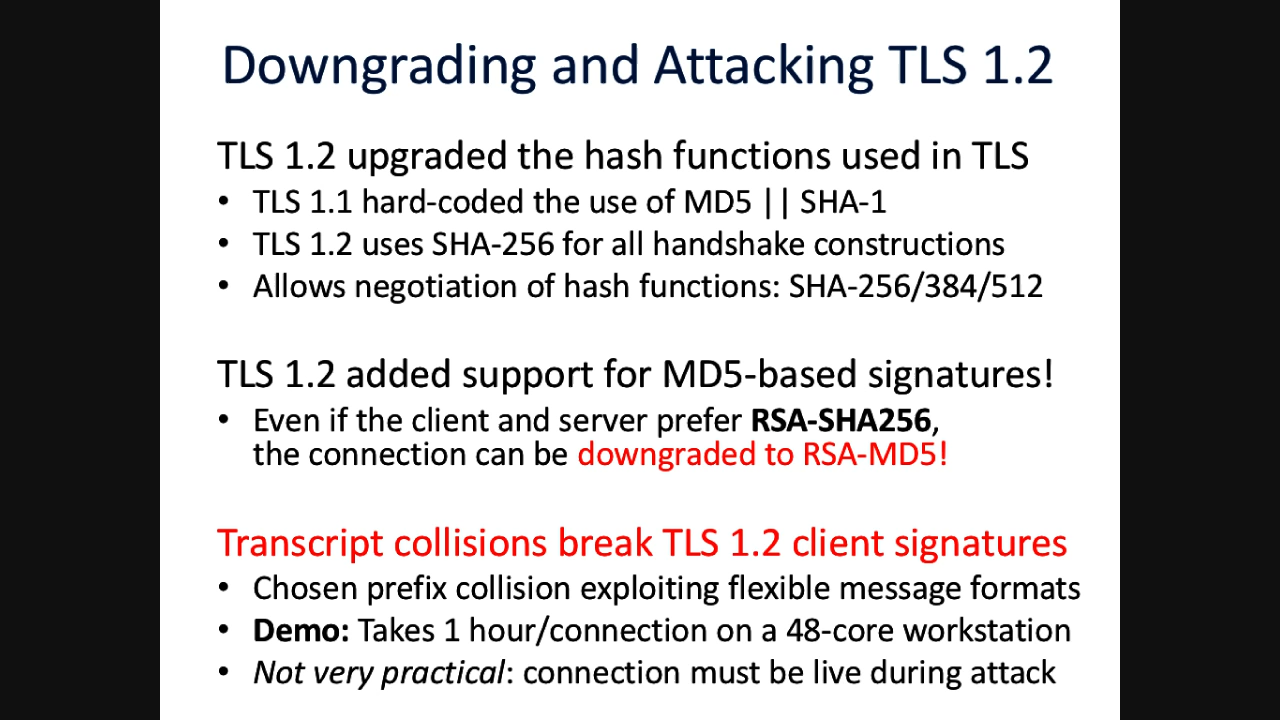 Downgrading and Attacking TLS 1.2
TLS 1.2 upgraded the hash functions used in TLS
• TLS 1.1 hard-coded the use of MD5 || SHA-1
• TLS 1.2 uses SHA-256 for all handshake constructions
• Allows negotiation of hash functions: SHA-256/384/512
TLS 1.2 added support for MD5-based signatures!
• Even if the client and server prefer RSA-SHA256,
the connection can be downgraded to RSA-MD5!
Transcript collisions break TLS 1.2 client signatures
• Chosen prefix collision exploiting flexible message formats
• Demo: Takes 1 hour/connection on a 48-core workstation
• Not very practical: connection must be live during attack